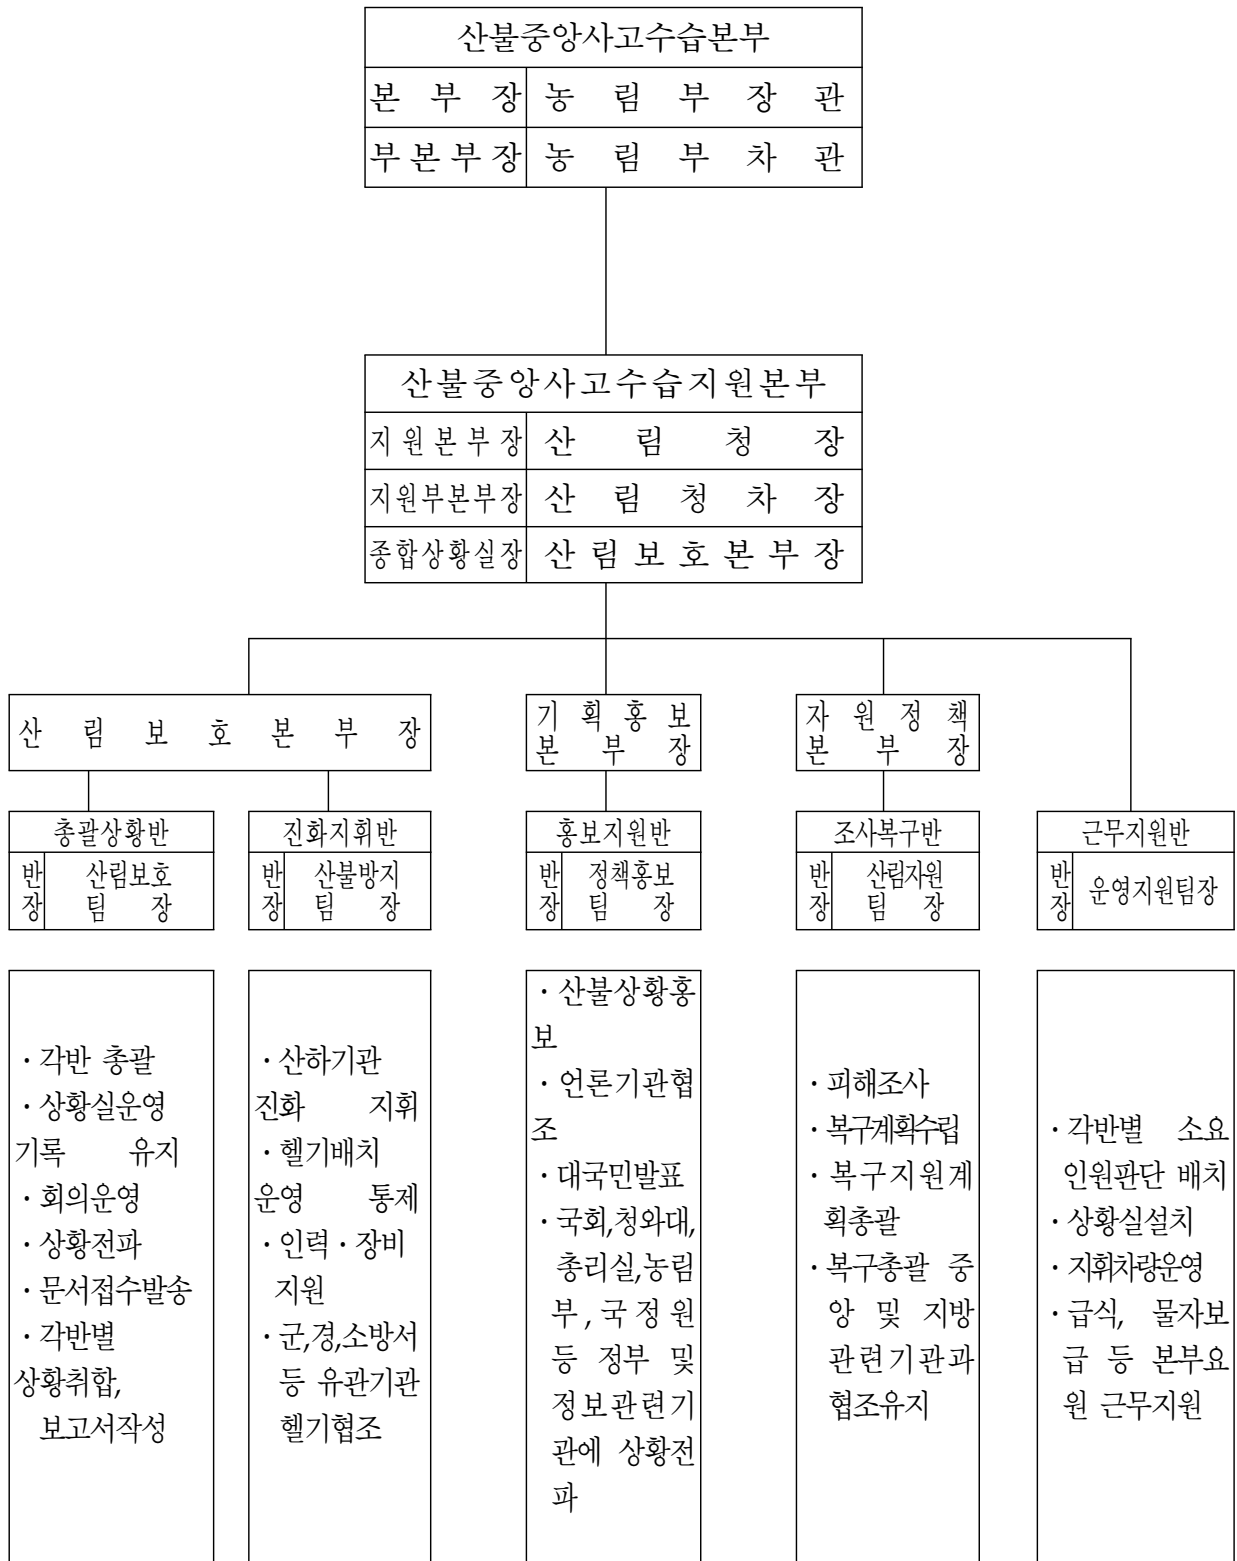 산불중앙사고수습본부
본 부 장 농 림 부 장 관
부본부장 농 림 부 차 관
산불중앙사고수습지원본부
지원본부장 산 림 청 장
지원부본부장 산 림 청 차 장
종합상황실장 산림보호본부장
산 림 보 호 본 부 장
기 획 홍 보
본 부 장
자 원 정 책
본 부 장
총괄상황반
반장 산림보호
팀 장
진화지휘반
반장 산불방지
팀 장
홍보지원반
반장 정책홍보
팀 장
조사복구반
반장 산림자원
팀 장
근무지원반
반장 운영지원팀장
·각반 총괄
·상황실운영
기록 유지
·회의운영
·상황전파
·문서접수발송
·각반별
상황취합,
보고서작성
·산하기관
진화 지휘
·헬기배치
운영 통제
·인력·장비
지원
·군,경,소방서
등 유관기관
헬기협조
·산불상황홍
보
·언론기관협
조
·대국민발표
·국회,청와대,
총리실,농림
부,국정원
등 정부 및
정보관련기
관에 상황전
파
·피해조사
·복구계획수립
·복구지원계
획총괄
·복구총괄 중
앙 및 지방
관련기관과
협조유지
·각반별 소요
인원판단 배치
·상황실설치
·지휘차량운영
·급식, 물자보
급 등 본부요
원 근무지원